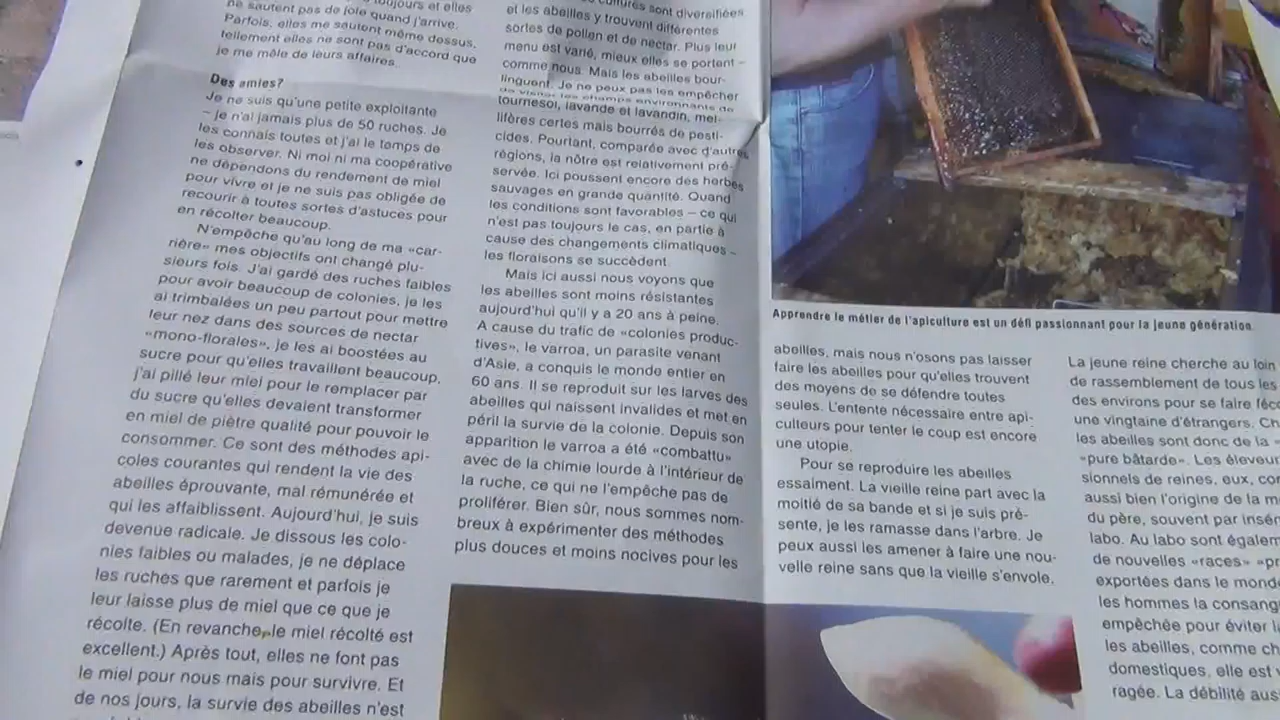 toujours et elles
ne sautent pas de joie quand j'arrive.
Parfois, elles me sautent même dessus,
tellement elles ne sont pas d'accord que
je me mêle de leurs affaires.
Des amies?
Je ne suis qu'une petite exploitante
– je n'ai jamais plus de 50 ruches. Je
les connais toutes et j'ai le temps de
les observer. Ni moi ni ma coopérative
ne dépendons du rendement de miel
pour vivre et je ne suis pas obligée de
recourir à toutes sortes d'astuces pour
en récolter beaucoup.
N'empêche qu'au long de ma «car-
rière» mes objectifs ont changé plu-
sieurs fois. J'ai gardé des ruches faibles
pour avoir beaucoup de colonies, je les
ai trimbalées un peu partout pour mettre
leur nez dans des sources de nectar
«mono-florales», je les ai boostées au
sucre pour qu'elles travaillent beaucoup,
j'ai pillé leur miel pour le remplacer par
du sucre qu'elles devaient transformer
en miel de piètre qualité pour pouvoir le
consommer. Ce sont des méthodes api-
coles courantes qui rendent la vie des
abeilles éprouvante, mal rémunérée et
qui les affaiblissent. Aujourd'hui, je suis
devenue radicale. Je dissous les colo-
nies faibles ou malades, je ne déplace
les ruches que rarement et parfois je
leur laisse plus de miel que ce que je
récolte. (En revanche, le miel récolté est
excellent.) Après tout, elles ne font pas
le miel pour nous mais pour survivre. Et
de nos jours, la survie des abeilles n'est
cultures sont diversifiées
et les abeilles y trouvent différentes
sortes de pollen et de nectar. Plus leur
menu est varié, mieux elles se portent –
comme nous. Mais les abeilles bour-
linguent. Je ne peux pas les empêcher
de visiter les champs environnants de
tournesol, lavande et lavandin, mel-
lifères certes mais bourrés de pesti-
cides. Pourtant, comparée avec d'autres
régions, la nôtre est relativement pré-
servée. Ici poussent encore des herbes
sauvages en grande quantité. Quand
les conditions sont favorables – ce qui
n'est pas toujours le cas, en partie à
cause des changements climatiques –
les floraisons se succèdent.
Mais ici aussi nous voyons que
les abeilles sont moins résistantes
aujourd'hui qu'il y a 20 ans à peine.
A cause du trafic de «colonies produc-
tives», le varroa, un parasite venant
d'Asie, a conquis le monde entier en
60 ans. Il se reproduit sur les larves des
abeilles qui naissent invalides et met en
péril la survie de la colonie. Depuis son
apparition le varroa a été «combattu»
avec de la chimie lourde à l'intérieur de
la ruche, ce qui ne l'empêche pas de
proliférer. Bien sûr, nous sommes nom-
breux à expérimenter des méthodes
plus douces et moins nocives pour les
Apprendre le métier de l'apiculture est un défi passionnant pour la jeune génération.
abeilles, mais nous n'osons pas laisser
faire les abeilles pour qu'elles trouvent
des moyens de se défendre toutes
seules. L'entente nécessaire entre api-
culteurs pour tenter le coup est encore
une utopie.
Pour se reproduire les abeilles
essaiment. La vieille reine part avec la
moitié de sa bande et si je suis pré-
sente, je les ramasse dans l'arbre. Je
peux aussi les amener à faire une nou-
velle reine sans que la vieille s'envole.
La jeune reine cherche au loin
de rassemblement de tous les
des environs pour se faire
une vingtaine d'étrangers.
les abeilles sont donc de la
«pure bâtarde». Les
sionnels de reines, eux,
aussi bien l'origine de la
du père, souvent par
labo. Au labo sont
de nouvelles «races»
exportées dans le
les hommes la
empêchée pour éviter
les abeilles, comme
domestiques, elle est
ragée. La débilité